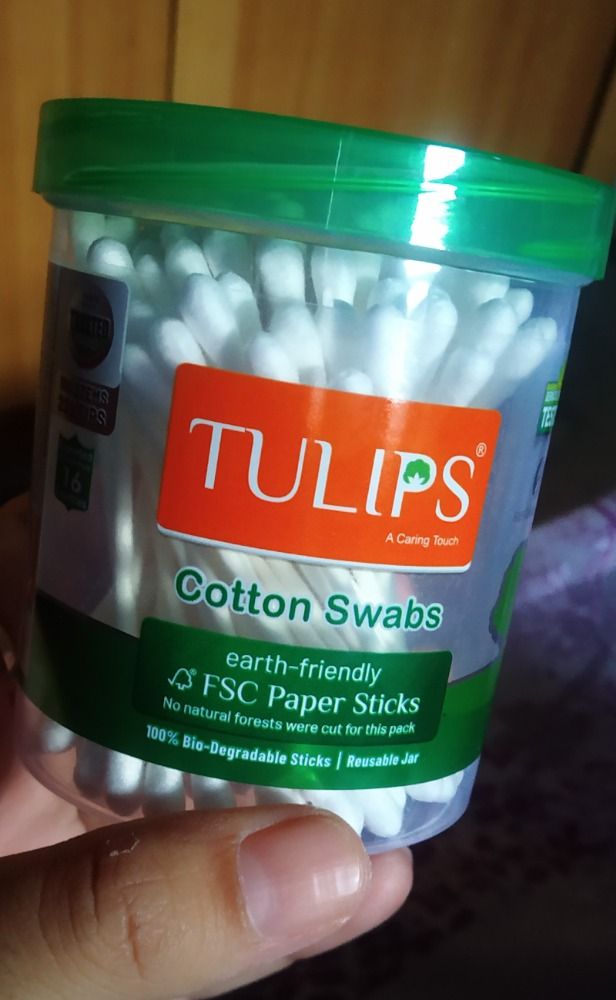 TULIPS®
A Caring Touch
Cotton Swabs
earth-friendly
FSC Paper Sticks
No natural forests were cut for this pack
100% Bio-Degradable Sticks | Reusable Jar
16